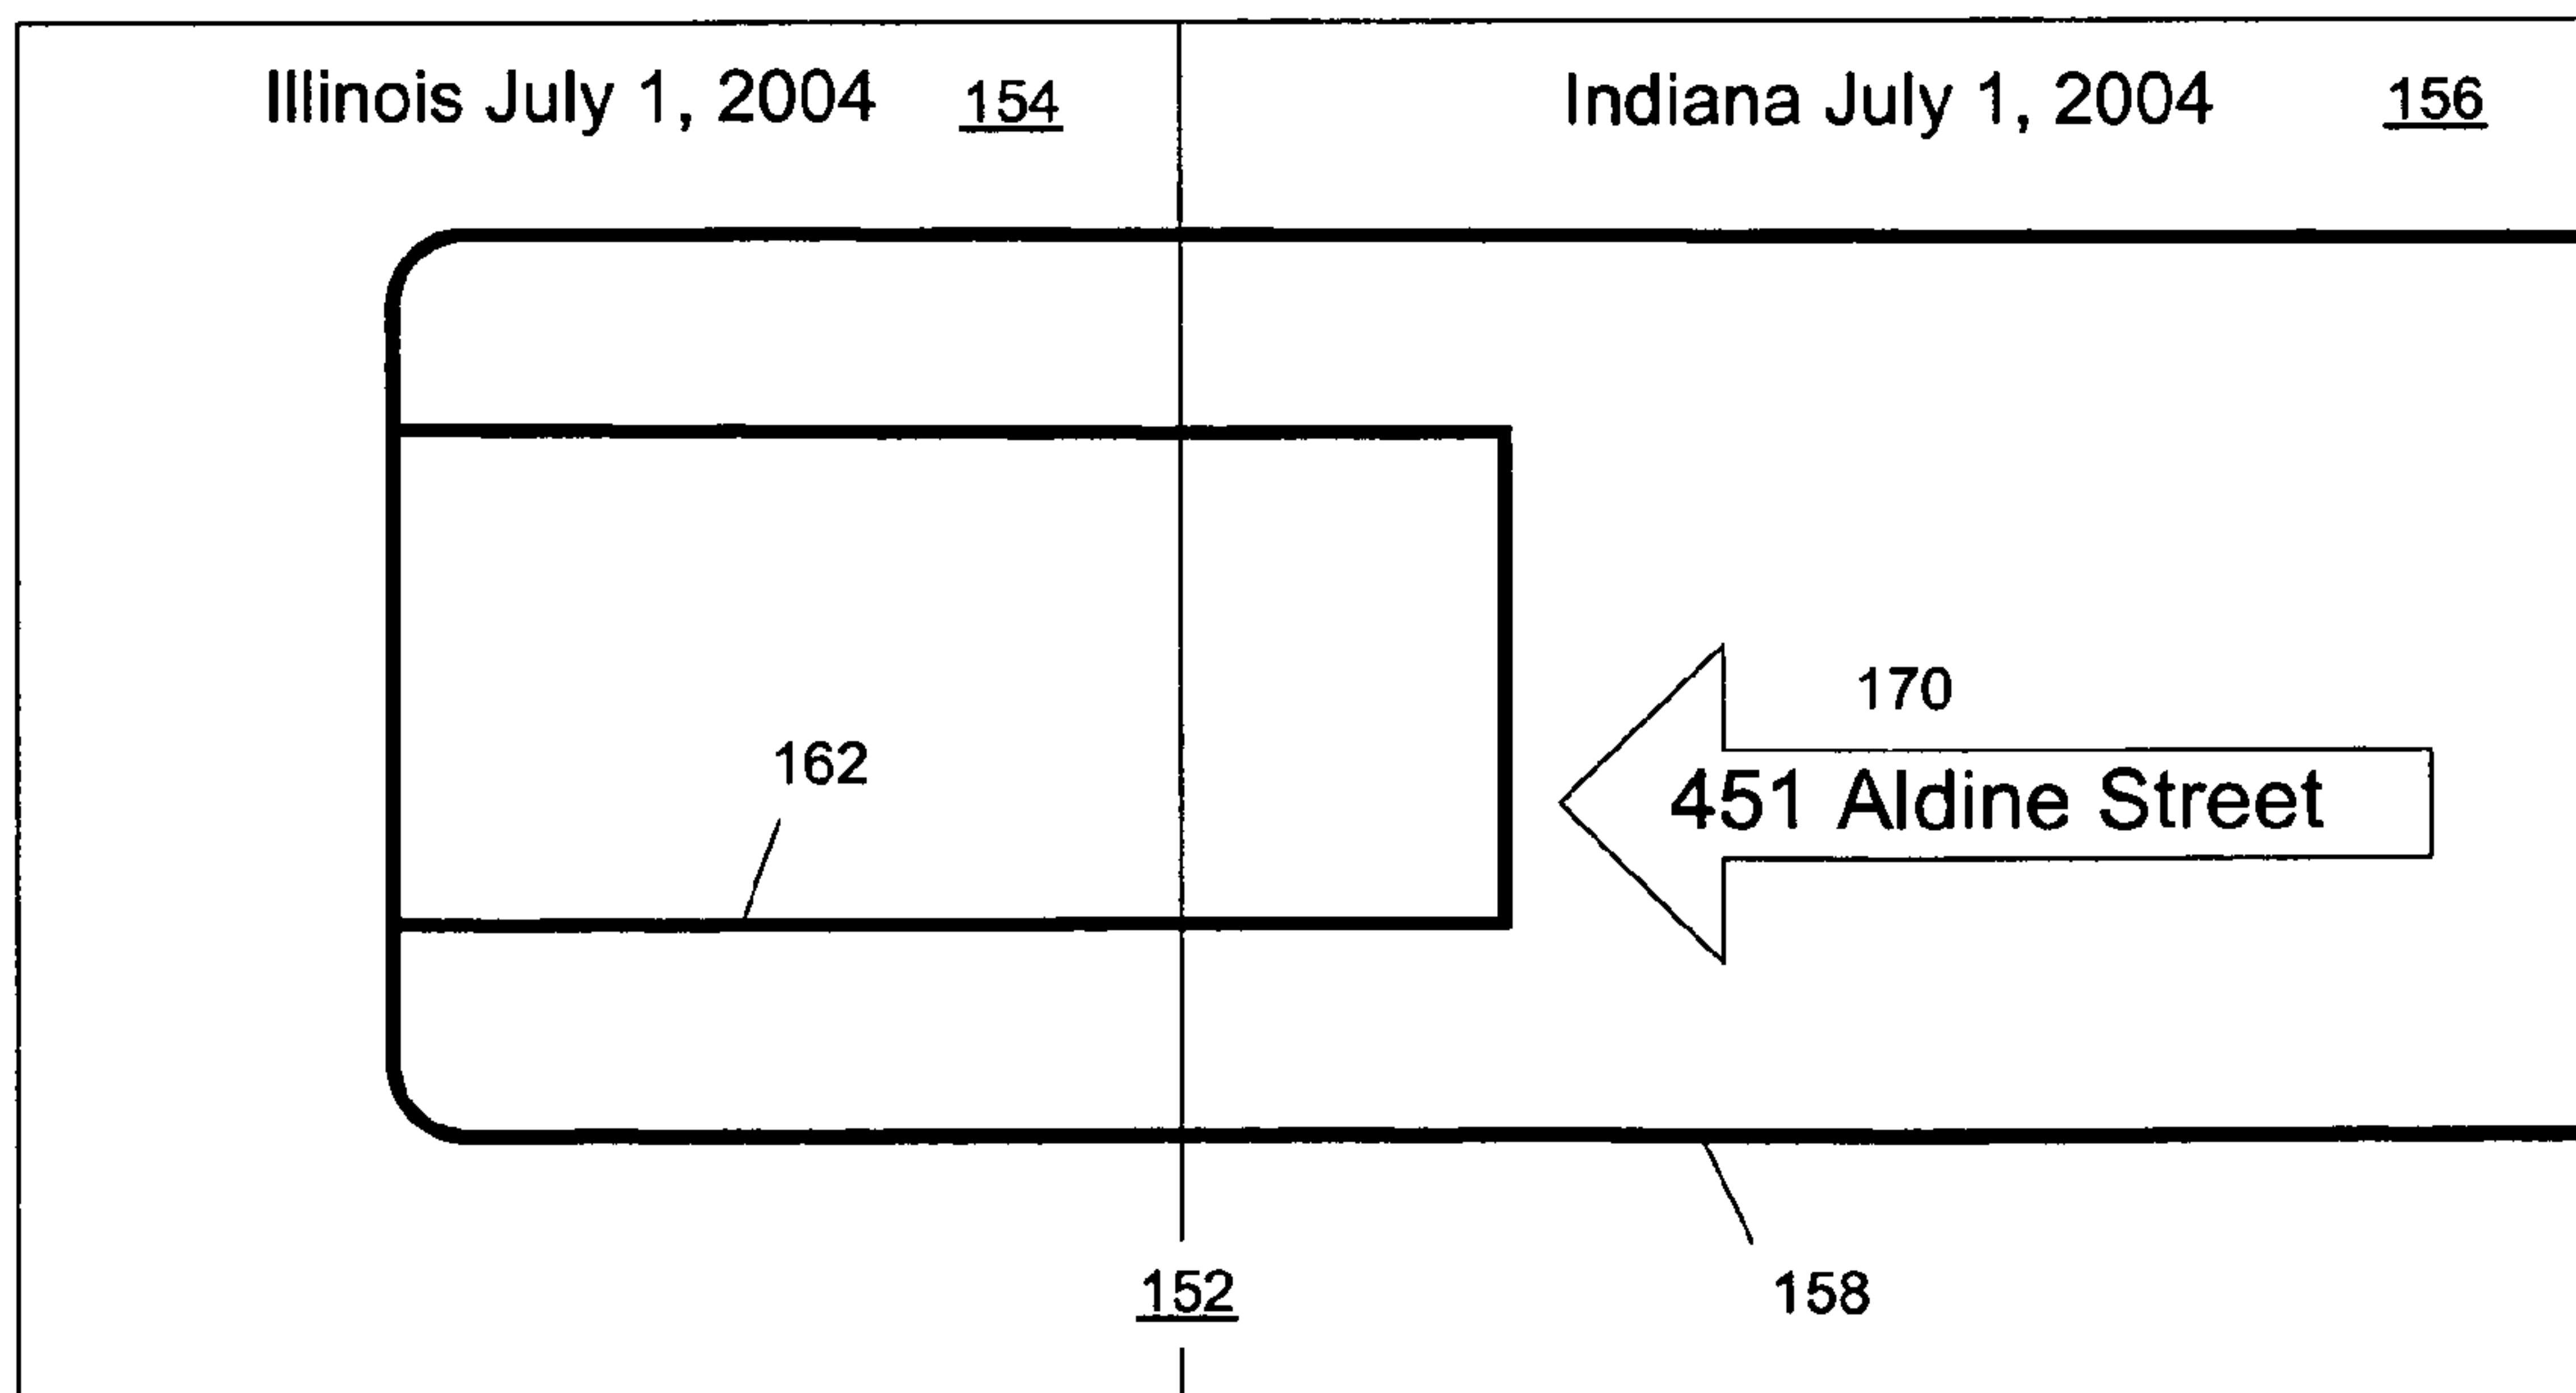 Illinois July 1, 2004 154
Indiana July 1, 2004 156
170
162
451 Aldine Street
152
158